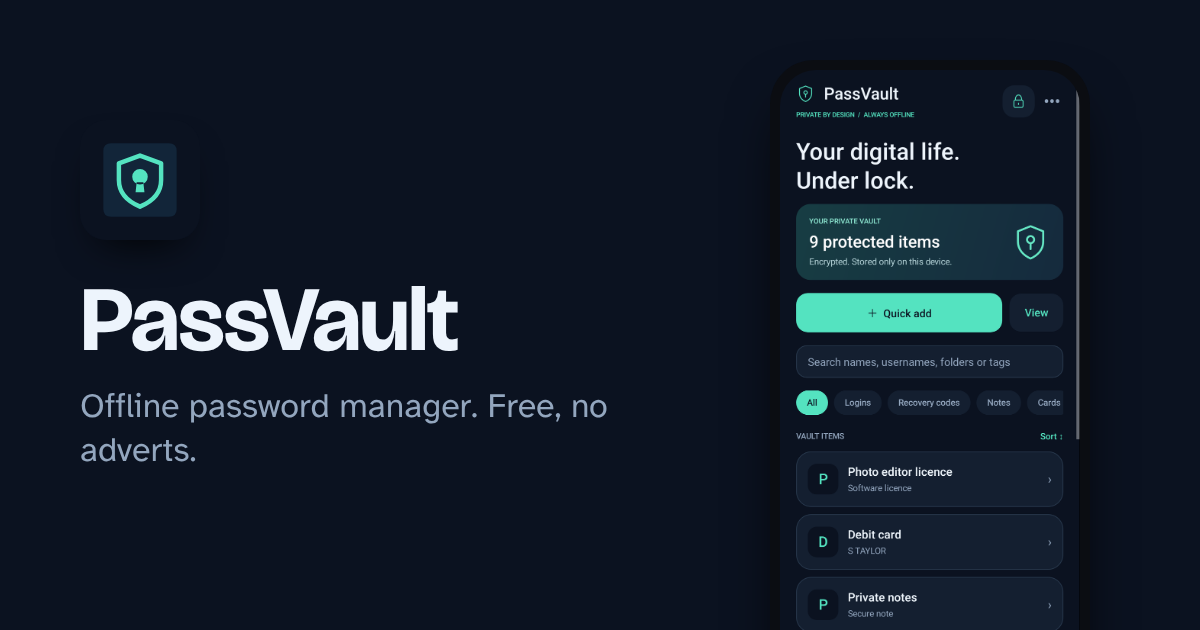 PassVault
Offline password manager. Free, no
adverts.
PassVault
PRIVATE BY DESIGN / ALWAYS OFFLINE
Your digital life.
Under lock.
YOUR PRIVATE VAULT
9 protected items
Encrypted. Stored only on this device.
+ Quick add
View
Search names, usernames, folders or tags
All Logins Recovery codes Notes Cards
VAULT ITEMS
Sort ↕
P
Photo editor licence
Software licence
D
Debit card
S TAYLOR
P
Private notes
Secure note